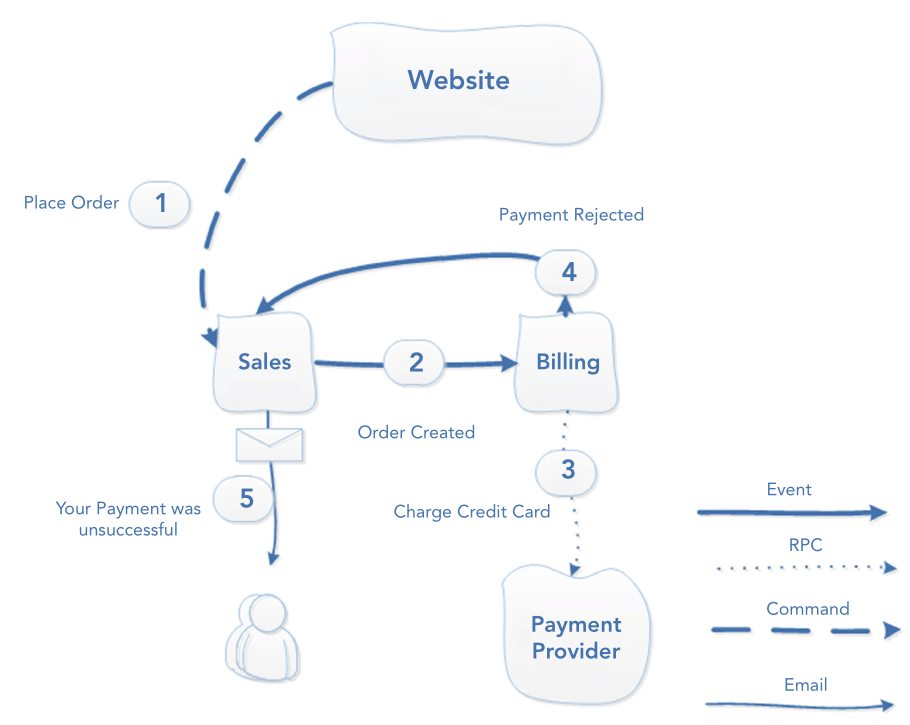 Website
Place Order
1
Payment Rejected
4
Sales
2
Billing
Order Created
3
Charge Credit Card
5
Your Payment was
unsuccessful
Payment
Provider
Event
RPC
Command
Email